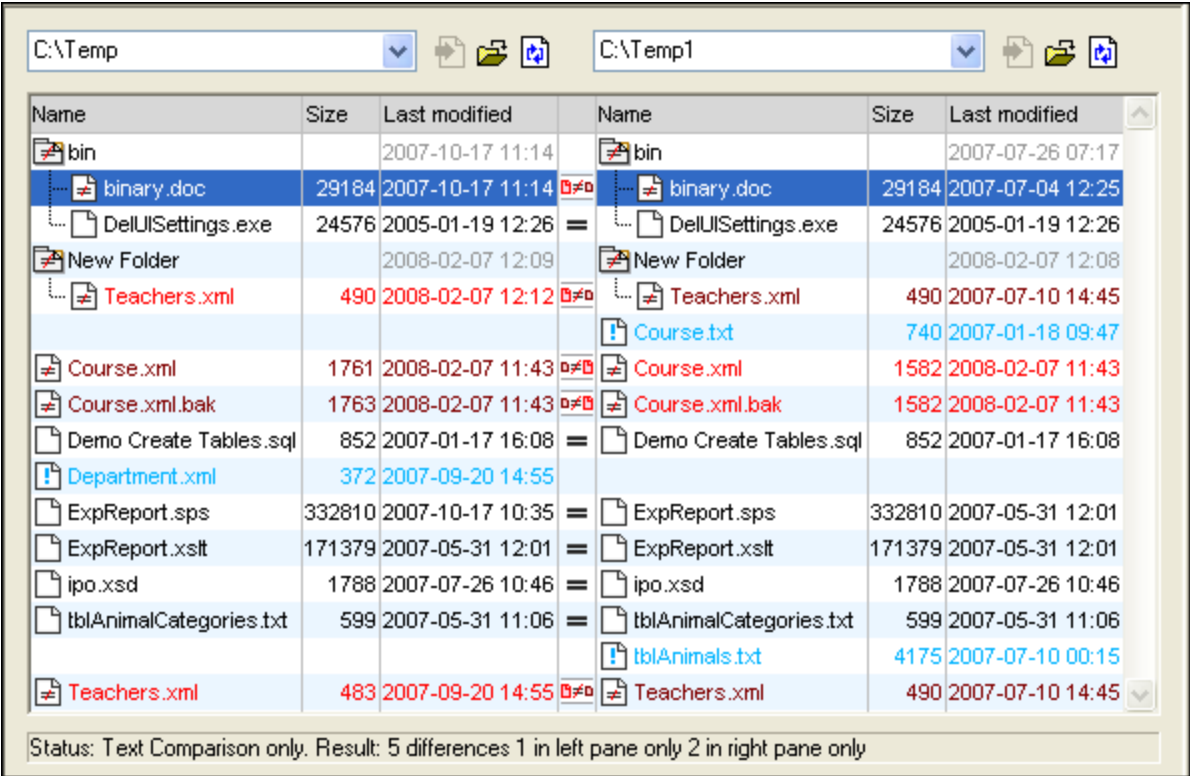 C:\Temp C:\Temp1
Name Size Last modified Name Size Last modified
bin 2007-10-17 11:14 bin 2007-07-26 07:17
binary.doc 29184 2007-10-17 11:14 binary.doc 29184 2007-07-04 12:25
DelUISettings.exe 24576 2005-01-19 12:26 = DelUISettings.exe 24576 2005-01-19 12:26
New Folder 2008-02-07 12:09 New Folder 2008-02-07 12:08
Teachers.xml 490 2008-02-07 12:12 Teachers.xml 490 2007-07-10 14:45
Course.txt 740 2007-01-18 09:47
Course.xml 1761 2008-02-07 11:43 Course.xml 1582 2008-02-07 11:43
Course.xml.bak 1763 2008-02-07 11:43 Course.xml.bak 1582 2008-02-07 11:43
Demo Create Tables.sql 852 2007-01-17 16:08 = Demo Create Tables.sql 852 2007-01-17 16:08
Department.xml 372 2007-09-20 14:55
ExpReport.sps 332810 2007-10-17 10:35 = ExpReport.sps 332810 2007-05-31 12:01
ExpReport.xslt 171379 2007-05-31 12:01 = ExpReport.xslt 171379 2007-05-31 12:01
ipo.xsd 1788 2007-07-26 10:46 = ipo.xsd 1788 2007-07-26 10:46
tblAnimalCategories.txt 599 2007-05-31 11:06 = tblAnimalCategories.txt 599 2007-05-31 11:06
tblAnimals.txt 4175 2007-07-10 00:15
Teachers.xml 483 2007-09-20 14:55 Teachers.xml 490 2007-07-10 14:45
Status: Text Comparison only. Result: 5 differences 1 in left pane only 2 in right pane only